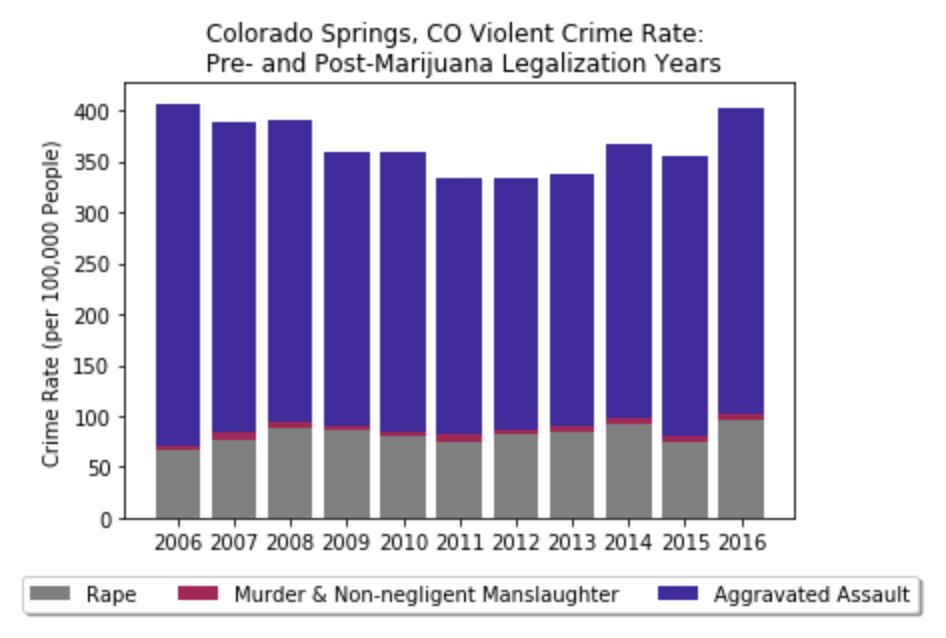 Colorado Springs, CO Violent Crime Rate:
Pre- and Post-Marijuana Legalization Years
Crime Rate (per 100,000 People)
400
350
300
250
200
150
100
50
0
2006 2007 2008 2009 2010 2011 2012 2013 2014 2015 2016
Rape Murder & Non-negligent Manslaughter Aggravated Assault